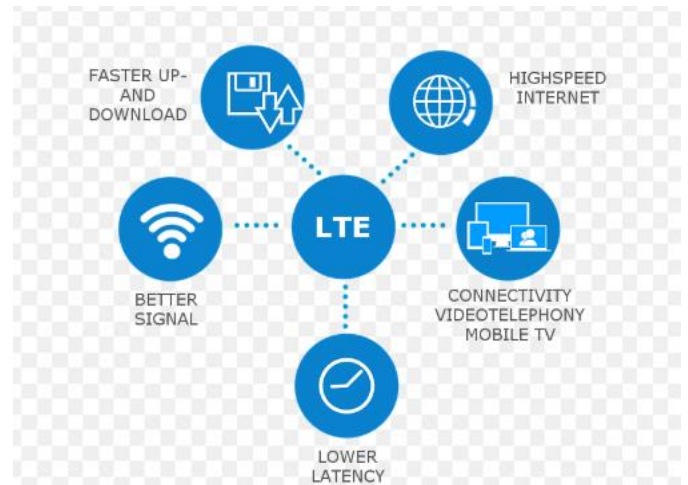 FASTER UP-
AND
DOWNLOAD
HIGHSPEED
INTERNET
LTE
BETTER
SIGNAL
CONNECTIVITY
VIDEOTELEPHONY
MOBILE TV
LOWER
LATENCY